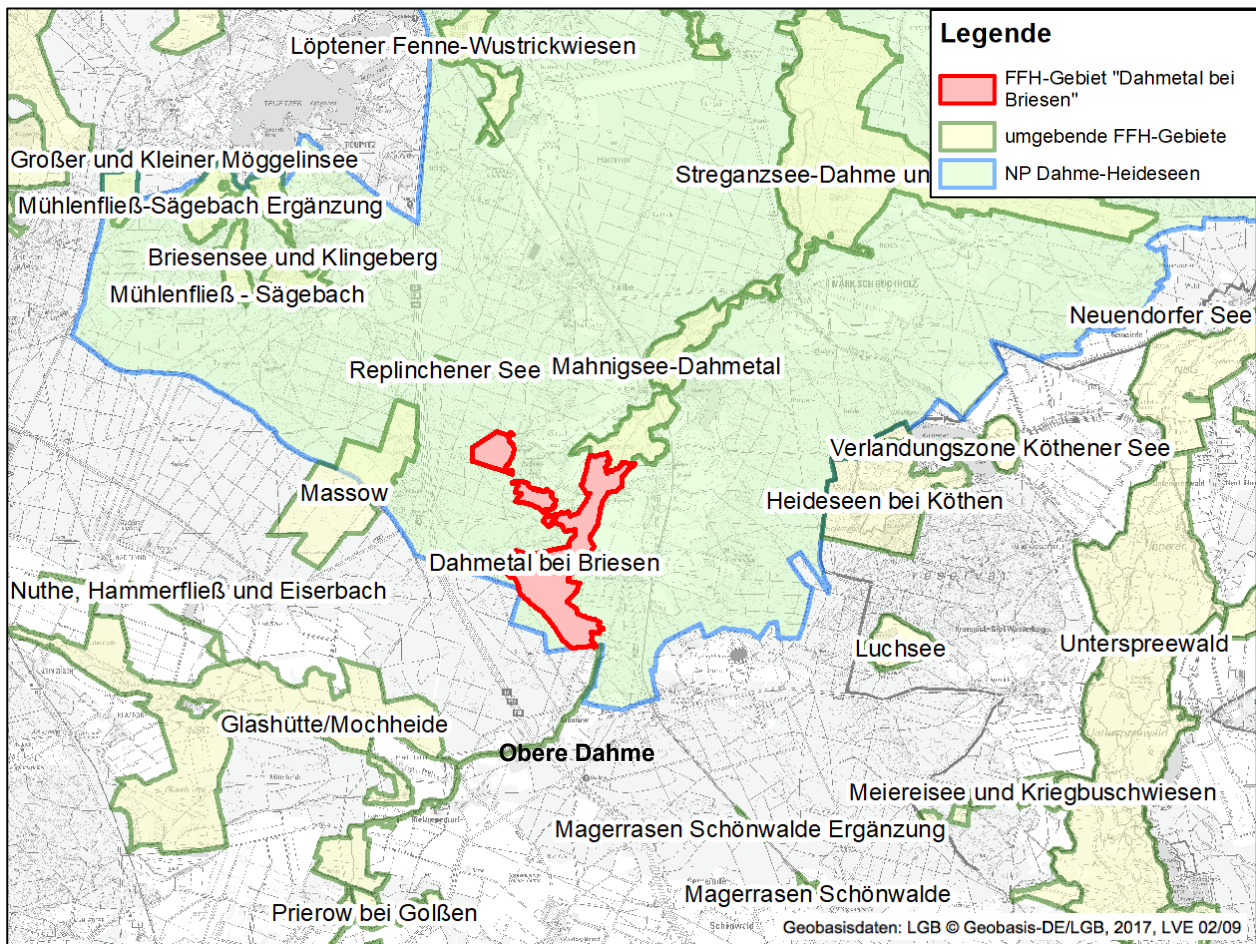 Löptener Fenne-Wustrickwiesen
Legende
FFH-Gebiet "Dahmetal bei
Briesen"
umgebende FFH-Gebiete
NP Dahme-Heideseen
Großer und Kleiner Möggelinsee
Streganzsee-Dahme un
Mühlenfließ-Sägebach Ergänzung
Briesensee und Klingeberg
Mühlenfließ - Sägebach
MÄRKISCH BUCHHOLZ
Neuendorfer See
Replinchener See
Mahnigsee-Dahmetal
Verlandungszone Köthener See
Massow
Heideseen bei Köthen
Dahmetal bei Briesen
Nuthe, Hammerfließ und Eiserbach
Luchsee
Unterspreewald
Glashütte/Mochheide
Obere Dahme
Meiereisee und Kriegbuschwiesen
Magerrasen Schönwalde Ergänzung
Magerrasen Schönwalde
Prierow bei Golßen
Geobasisdaten: LGB © Geobasis-DE/LGB, 2017, LVE 02/09